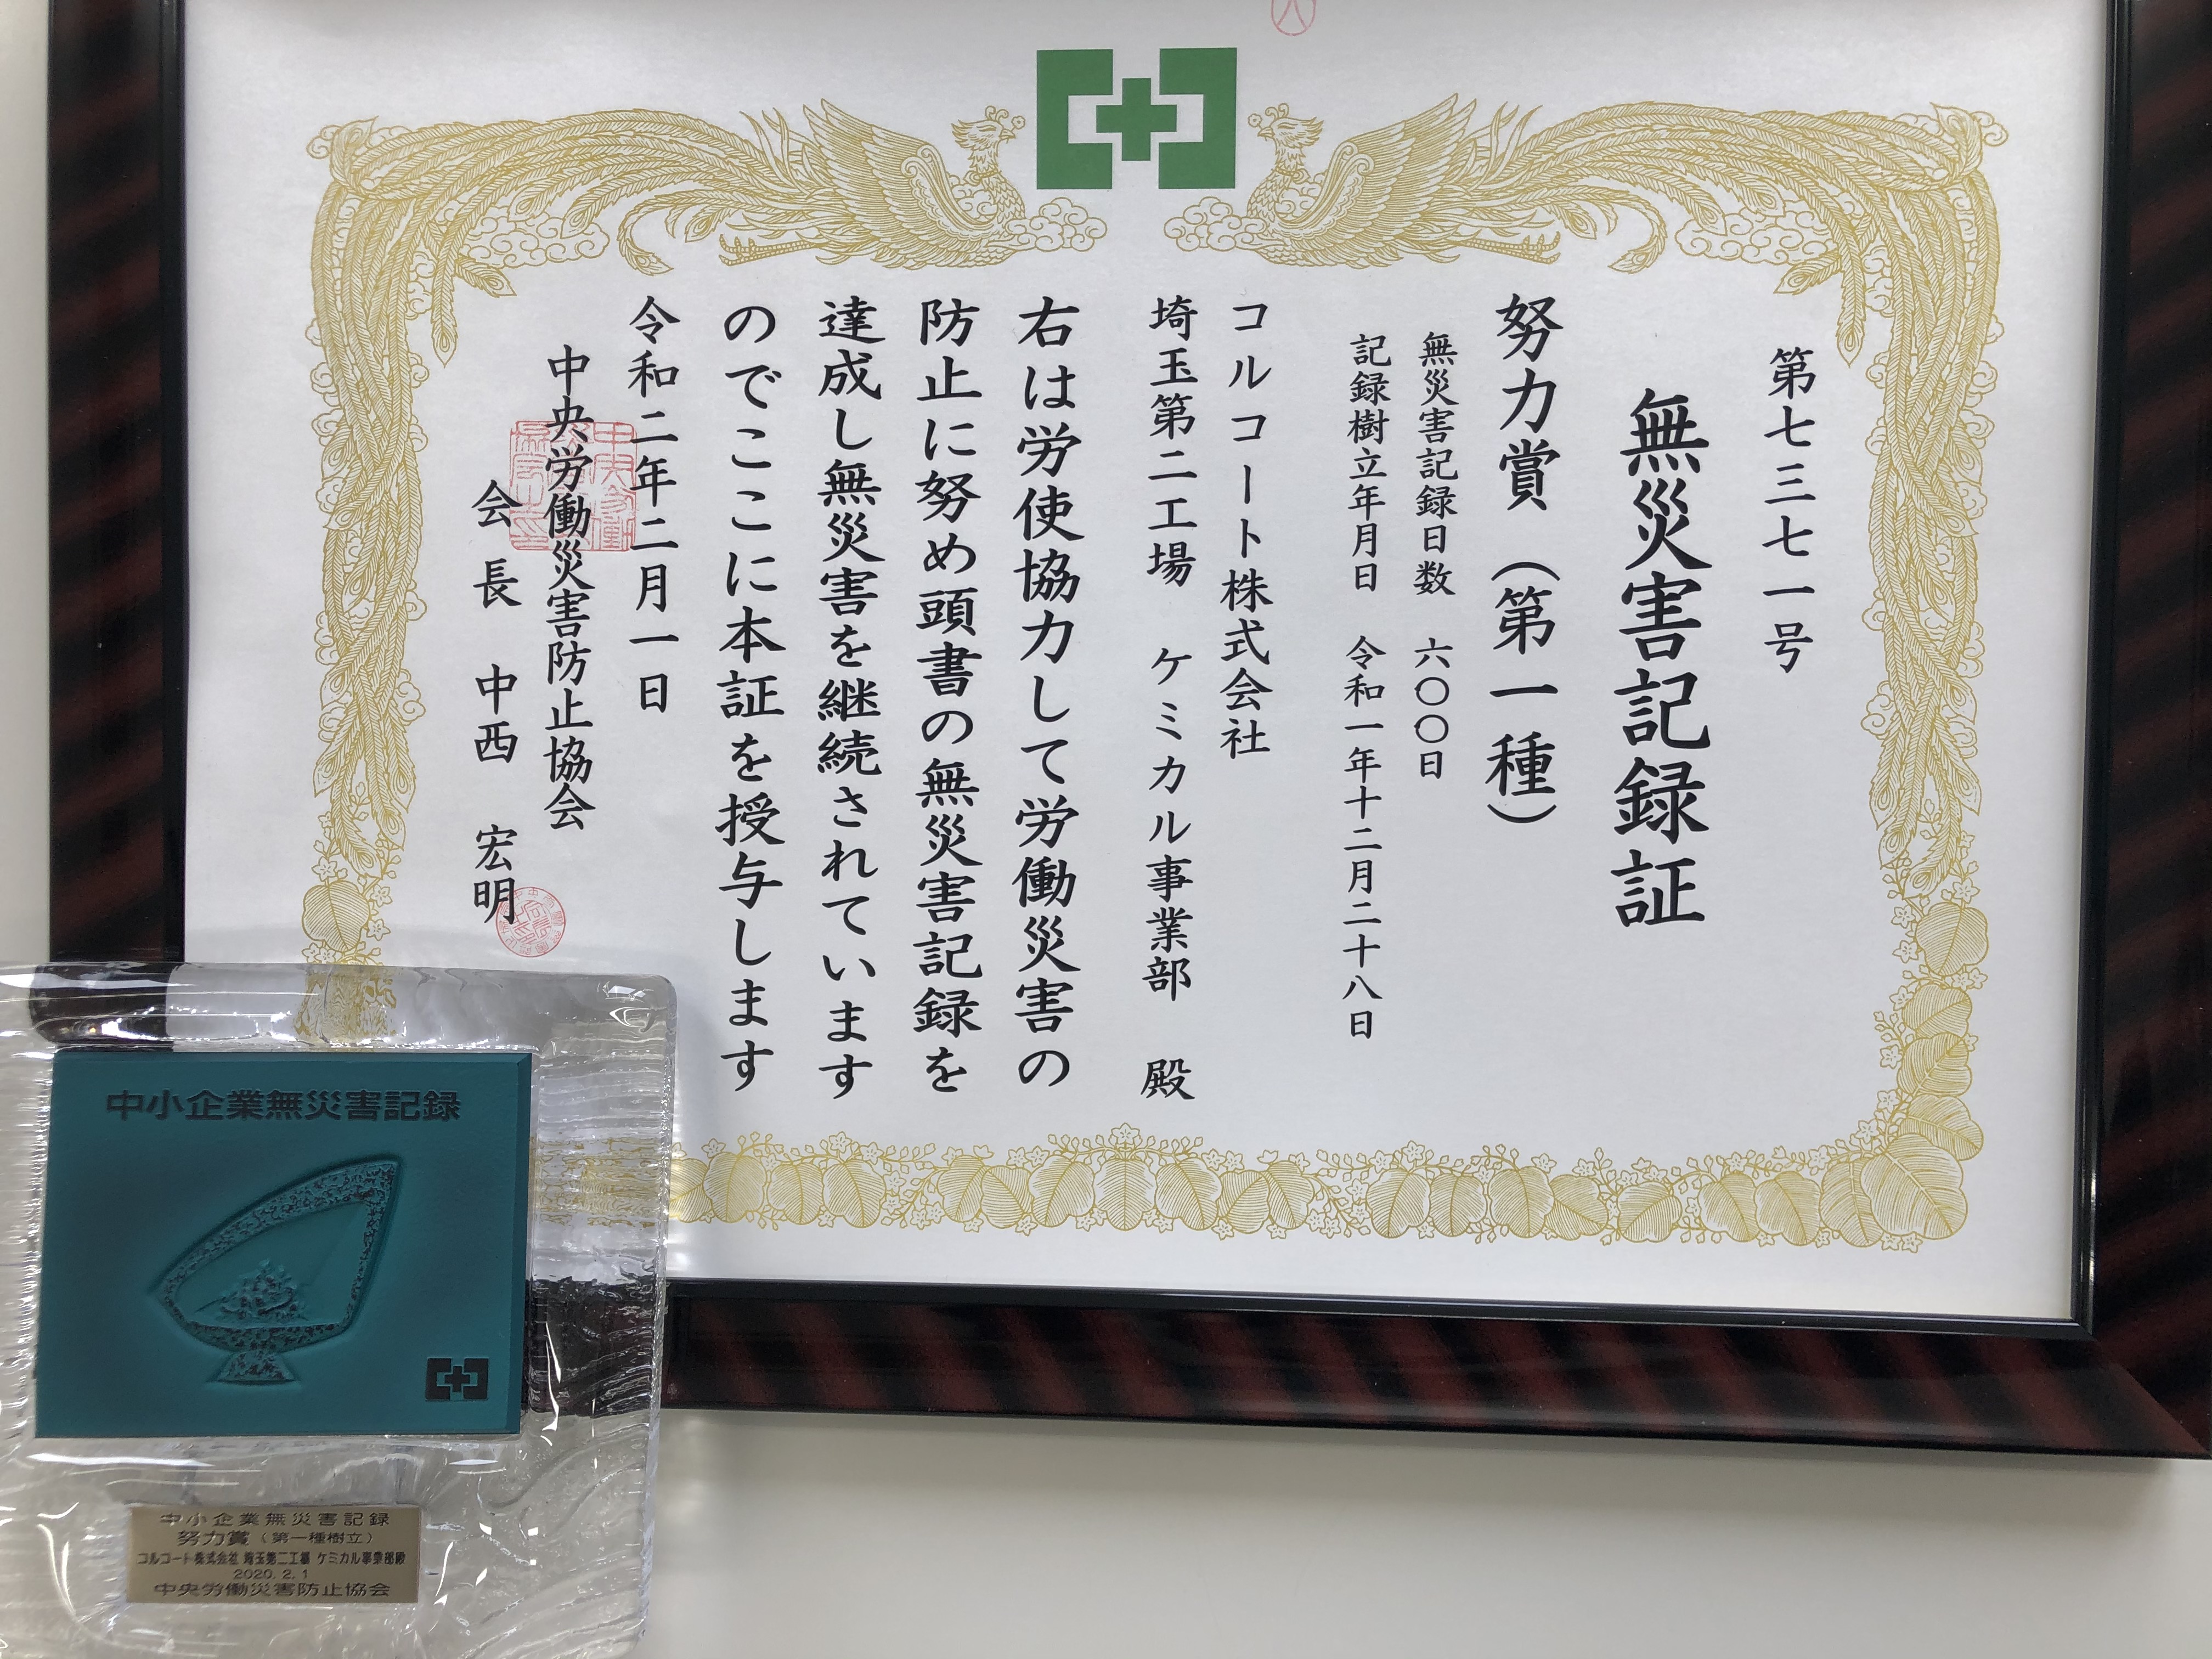 第七三七一号
無災害記録証
努力賞（第一種）
無災害記録日数　六〇〇日
記録樹立年月日　令和一年十二月二十八日
コルコート株式会社
埼玉第二工場　ケミカル事業部　殿
右は労使協力して労働災害の
防止に努め頭書の無災害記録を
達成し無災害を継続されています
のでここに本証を授与します
令和二年二月一日
中央労働災害防止協会
会長　中西　宏明
中小企業無災害記録
中小企業無災害記録
努力賞（第一種樹立）
コルコート株式会社 埼玉第二工場 ケミカル事業部殿
2020.2.1
中央労働災害防止協会